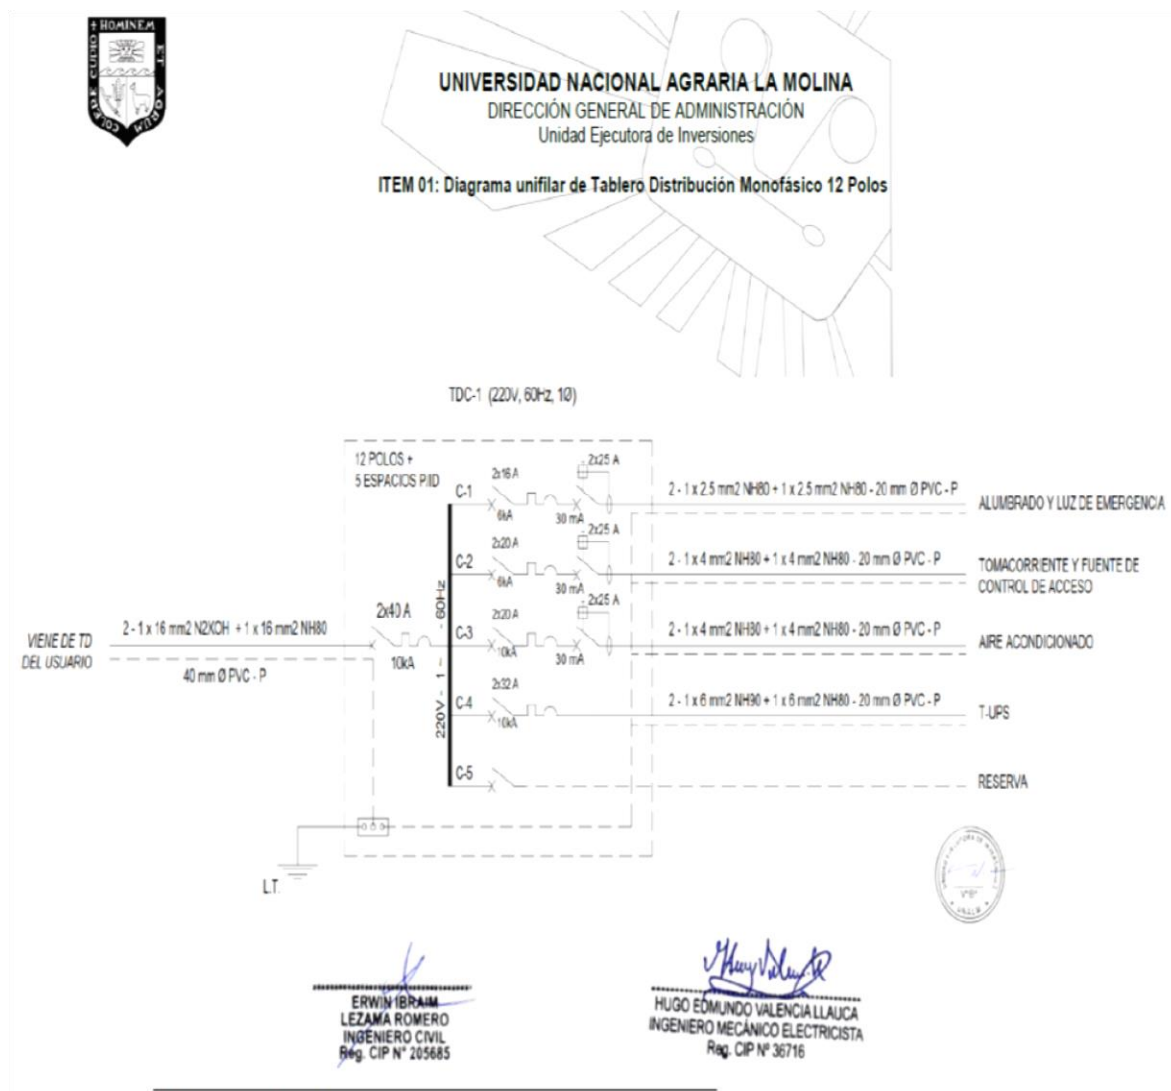 + HOMINEM
ET
AGRUM
COLERE
CUDIO +
UNIVERSIDAD NACIONAL AGRARIA LA MOLINA
DIRECCIÓN GENERAL DE ADMINISTRACIÓN
Unidad Ejecutora de Inversiones
ITEM 01: Diagrama unifilar de Tablero Distribución Monofásico 12 Polos
TDC-1 (220V, 60Hz, 1Ø)
12 POLOS +
5 ESPACIOS P/ID
220V - 1 ~ - 60Hz
C-1
2x16 A
6kA
2x25 A
30 mA
2 - 1 x 2.5 mm2 NH80 + 1 x 2.5 mm2 NH80 - 20 mm Ø PVC - P
ALUMBRADO Y LUZ DE EMERGENCIA
C-2
2x20 A
6kA
2x25 A
30 mA
2 - 1 x 4 mm2 NH80 + 1 x 4 mm2 NH80 - 20 mm Ø PVC - P
TOMACORRIENTE Y FUENTE DE
CONTROL DE ACCESO
VIENE DE TD
DEL USUARIO
2 - 1 x 16 mm2 N2XOH + 1 x 16 mm2 NH80
40 mm Ø PVC - P
2x40 A
10kA
C-3
2x20 A
10kA
2x25 A
30 mA
2 - 1 x 4 mm2 NH80 + 1 x 4 mm2 NH80 - 20 mm Ø PVC - P
AIRE ACONDICIONADO
C-4
2x32 A
10kA
2 - 1 x 6 mm2 NH90 + 1 x 6 mm2 NH80 - 20 mm Ø PVC - P
T-UPS
C-5
RESERVA
L.T.
V°B°
ERWIN IBRAIM
LEZAMA ROMERO
INGENIERO CIVIL
Reg. CIP N° 205685
HUGO EDMUNDO VALENCIA LLAUCA
INGENIERO MECÁNICO ELECTRICISTA
Reg. CIP Nº 36716